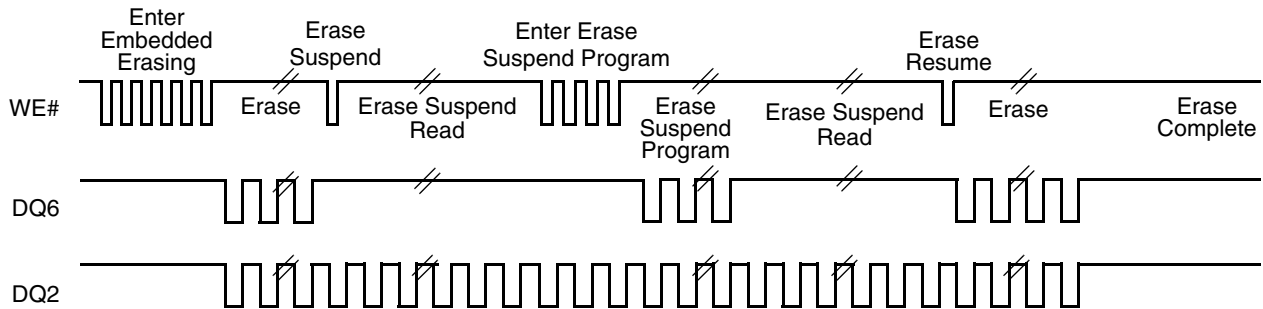 Enter
Embedded
Erasing
Erase
Suspend
Enter Erase
Suspend Program
Erase
Resume
WE#
Erase
Erase Suspend
Read
Erase
Suspend
Program
Erase Suspend
Read
Erase
Erase
Complete
DQ6
DQ2